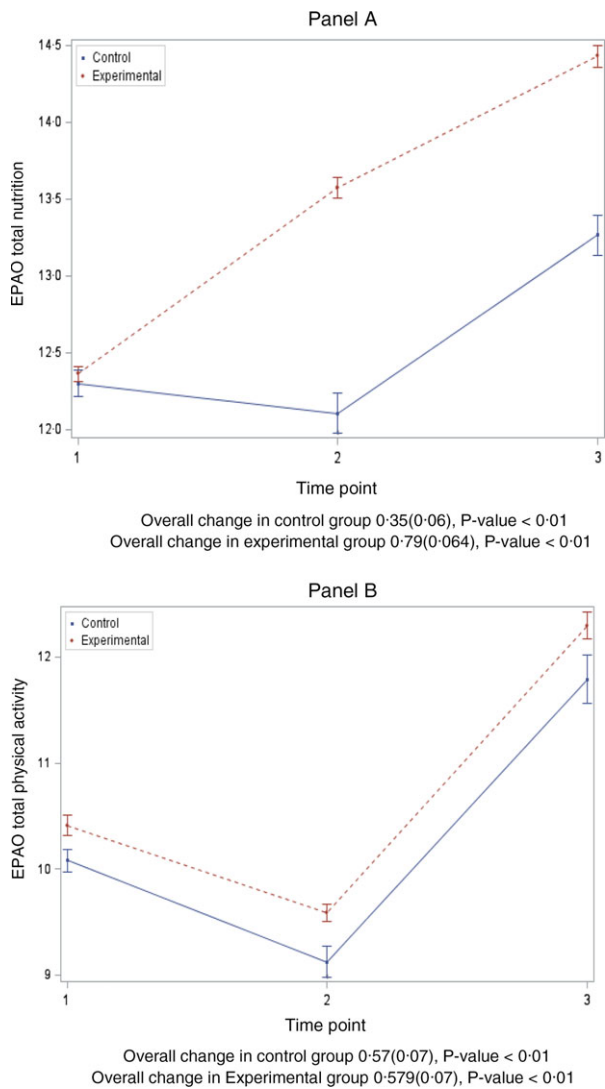 Panel A
14·5
Control
Experimental
14·0
13·5
13·0
12·5
12·0
EPAO total nutrition
1
2
3
Time point
Overall change in control group 0·35(0·06), P-value < 0·01
Overall change in experimental group 0·79(0·064), P-value < 0·01
Panel B
Control
Experimental
12
11
10
9
EPAO total physical activity
1
2
3
Time point
Overall change in control group 0·57(0·07), P-value < 0·01
Overall change in Experimental group 0·579(0·07), P-value < 0·01